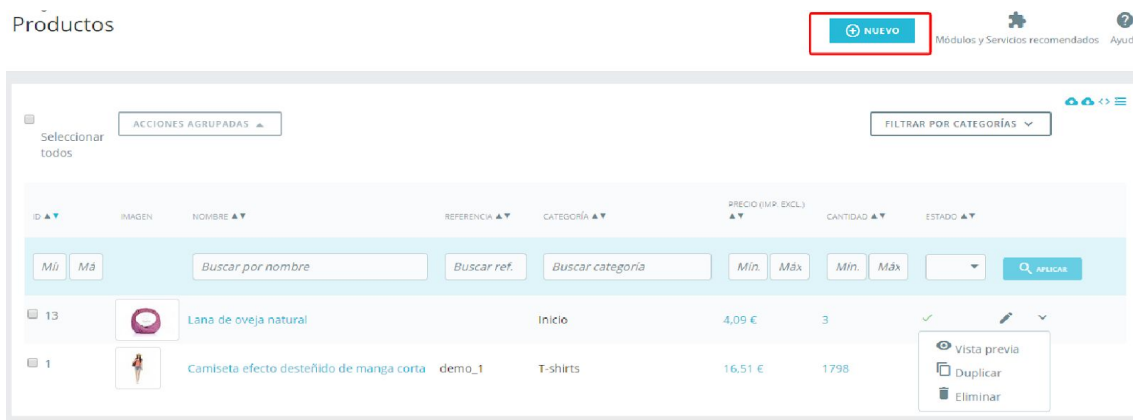 Productos
NUEVO
Módulos y Servicios recomendados
Ayud
Seleccionar
todos
ACCIONES AGRUPADAS
FILTRAR POR CATEGORÍAS
ID
IMAGEN
NOMBRE
REFERENCIA
CATEGORÍA
PRECIO (IMP. EXCL.)
CANTIDAD
ESTADO
Míi
Má
Buscar por nombre
Buscar ref.
Buscar categoría
Mín.
Máx
Mín.
Máx
APLICAR
13
Lana de oveja natural
Inicio
4,09 €
3
Vista previa
Duplicar
Eliminar
1
Camiseta efecto desteñido de manga corta
demo_1
T-shirts
16,51 €
1798